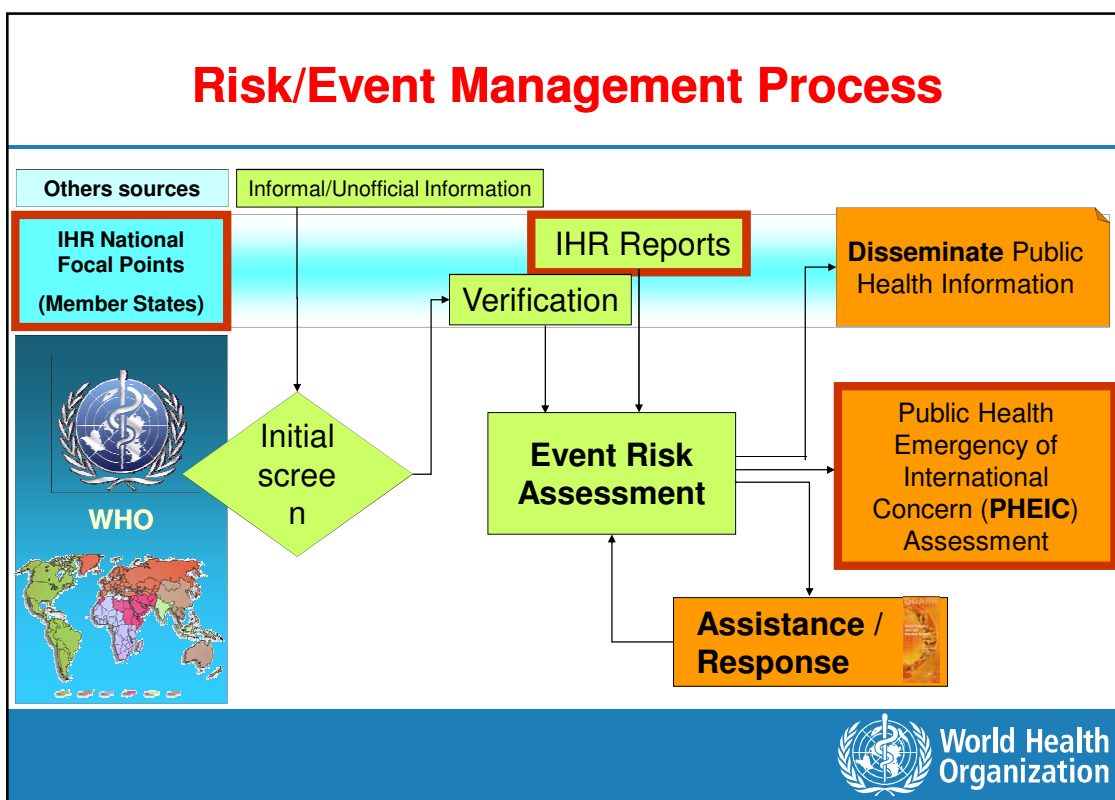 Risk/Event Management Process
Others sources
Informal/Unofficial Information
IHR National
Focal Points
(Member States)
IHR Reports
Verification
Disseminate Public
Health Information
WHO
Initial
scree
n
Event Risk
Assessment
Public Health
Emergency of
International
Concern (PHEIC)
Assessment
Assistance /
Response
World Health
Organization